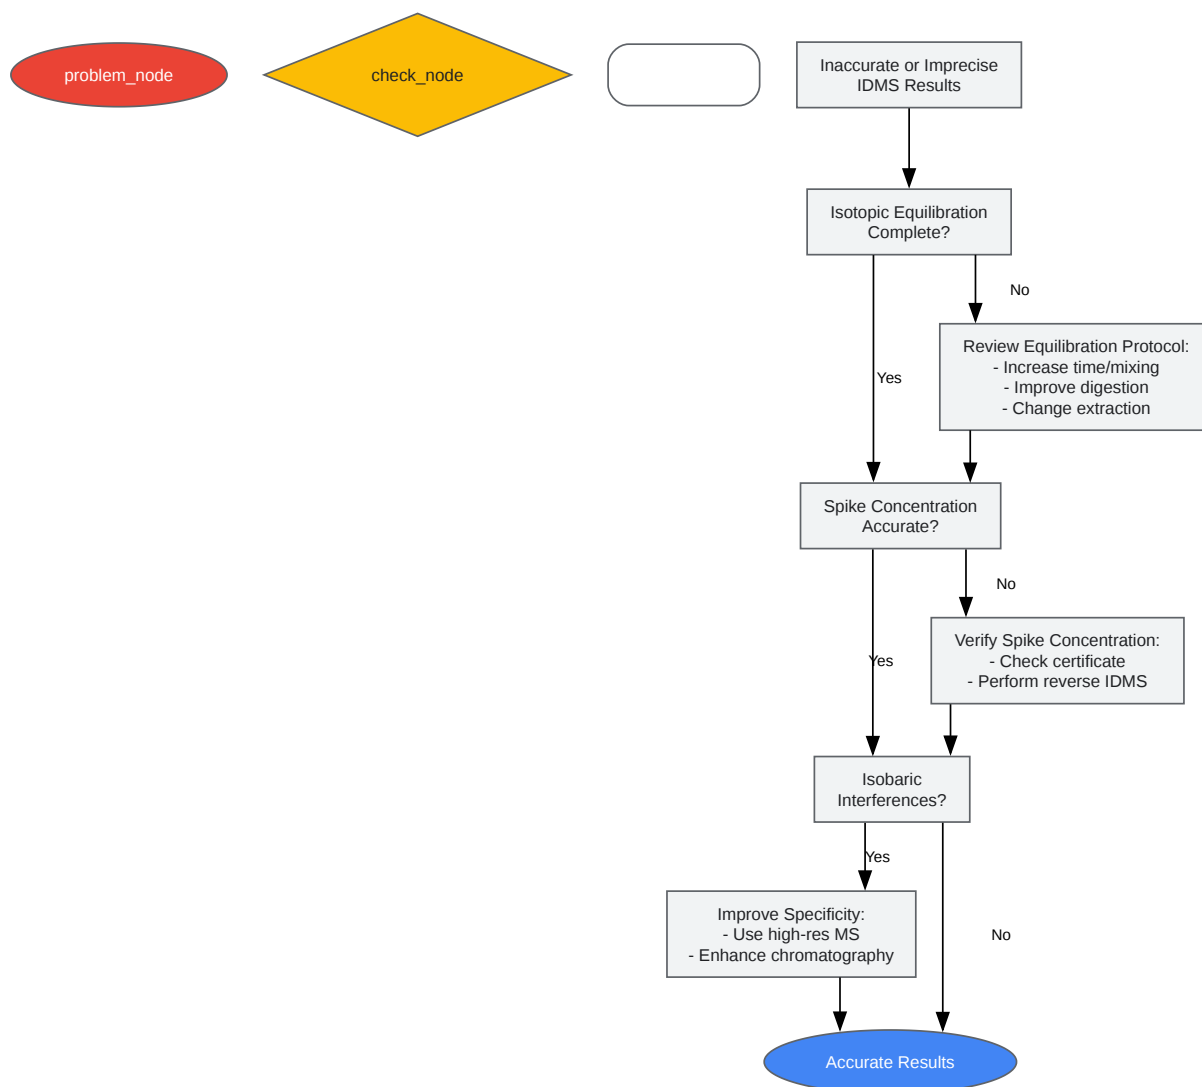 problem_node
check_node
Inaccurate or Imprecise
IDMS Results
Isotopic Equilibration
Complete?
No
Review Equilibration Protocol:
- Increase time/mixing
- Improve digestion
- Change extraction
Yes
Spike Concentration
Accurate?
No
Verify Spike Concentration:
- Check certificate
- Perform reverse IDMS
Yes
Isobaric
Interferences?
Yes
Improve Specificity:
- Use high-res MS
- Enhance chromatography
No
Accurate Results